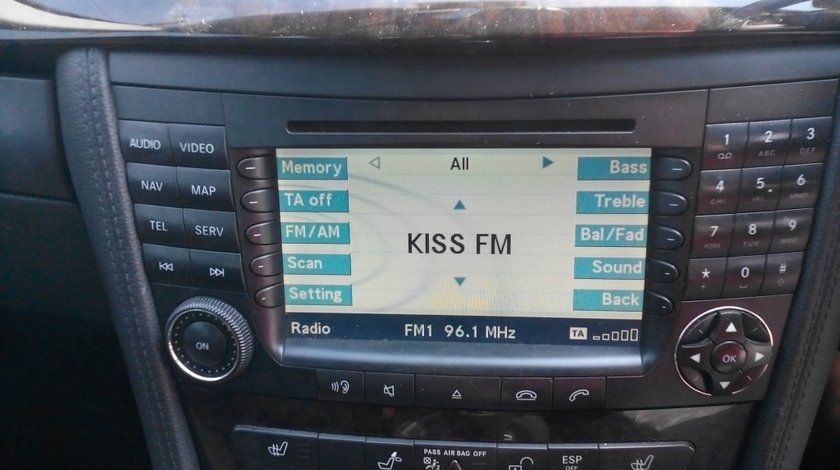 AUDIO VIDEO
NAV MAP
TEL SERV
ON
Memory All Bass
TA off Treble
FM/AM KISS FM Bal/Fad
Scan Sound
Setting Back
Radio FM1 96.1 MHz TA
1 2 ABC 3 DEF
4 GHI 5 JKL 6 MNO
7 PQRS 8 TUV 9 WXYZ
* 0 #
OK
PASS AIR BAG OFF
ESP
OFF